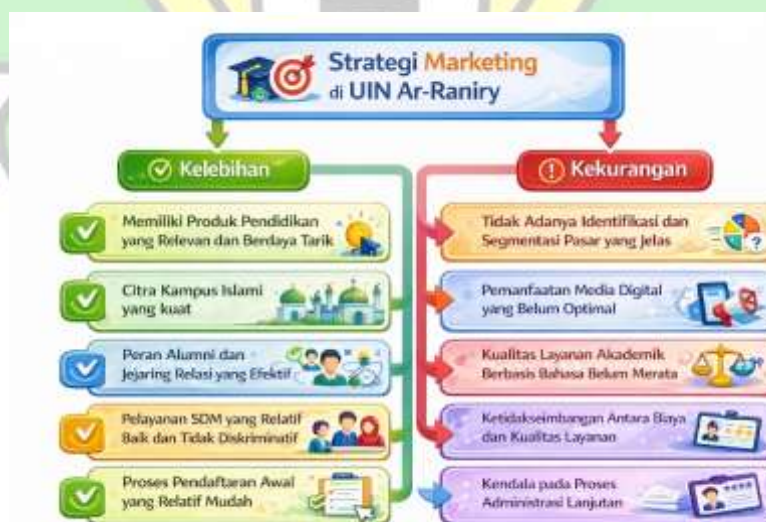 Strategi Marketing
di UIN Ar-Raniry
Kelebihan
Memiliki Produk Pendidikan
yang Relevan dan Berdaya Tarik
Citra Kampus Islami
yang kuat
Peran Alumni dan
Jejaring Relasi yang Efektif
Pelayanan SDM yang Relatif
Baik dan Tidak Diskriminatif
Proses Pendaftaran Awal
yang Relatif Mudah
Kekurangan
Tidak Adanya Identifikasi dan
Segmentasi Pasar yang Jelas
Pemanfaatan Media Digital
yang Belum Optimal
Kualitas Layanan Akademik
Berbasis Bahasa Belum Merata
Ketidakseimbangan Antara Biaya
dan Kualitas Layanan
Kendala pada Proses
Administrasi Lanjutan